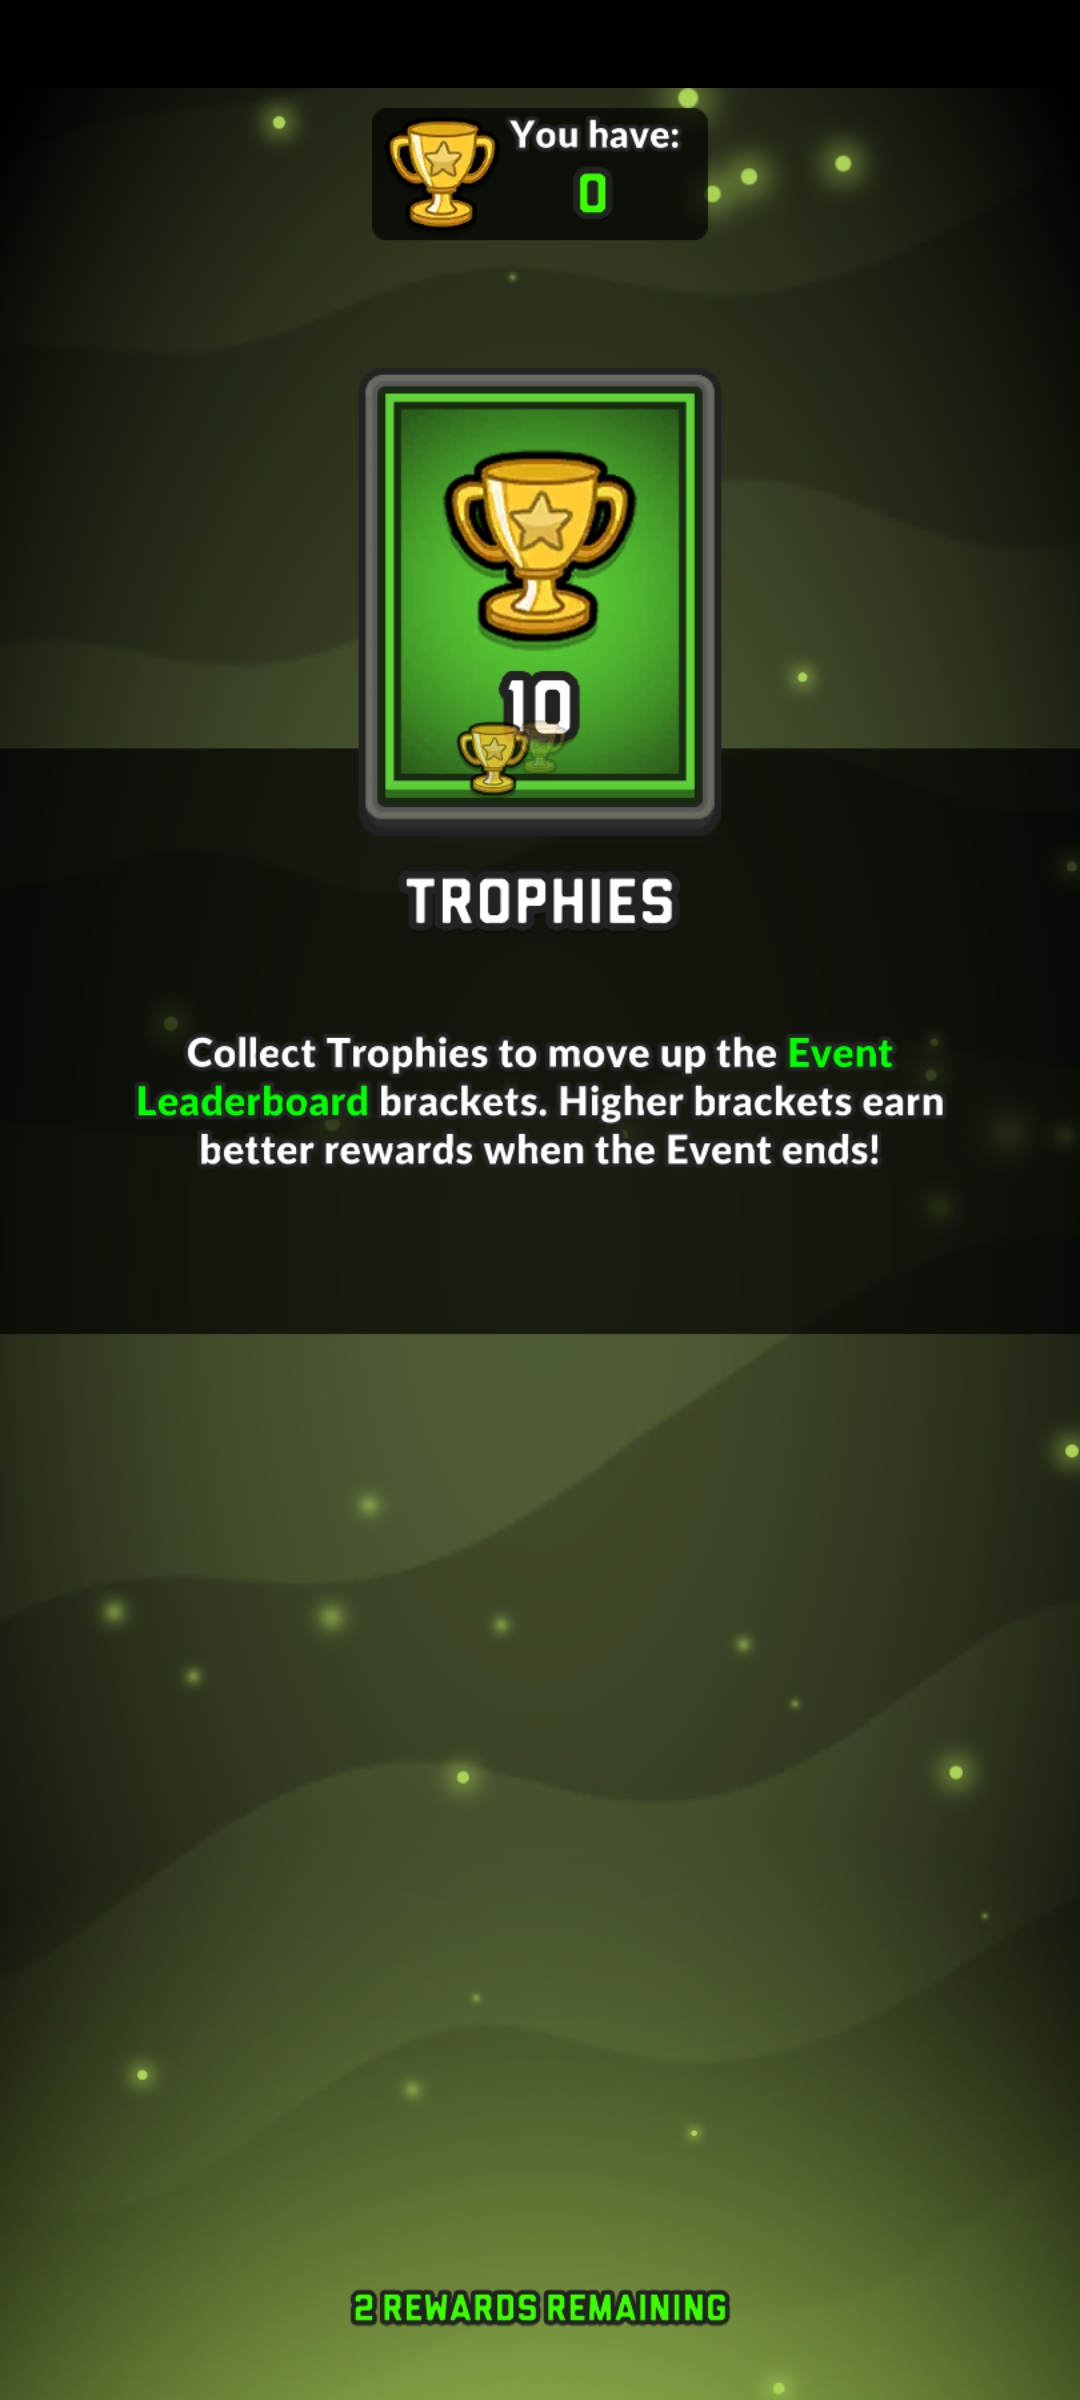 You have:
0
10
TROPHIES
Collect Trophies to move up the Event
Leaderboard brackets. Higher brackets earn
better rewards when the Event ends!
2 REWARDS REMAINING